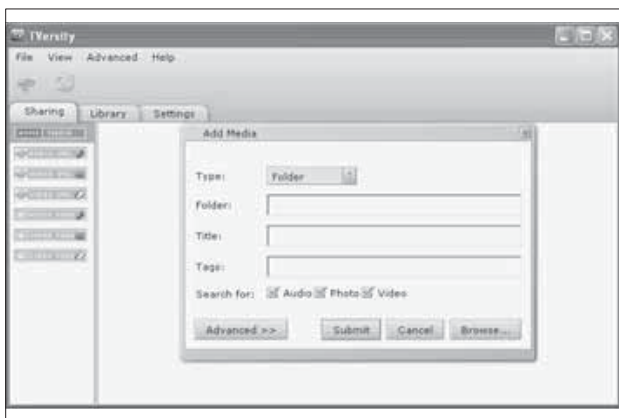 TVersity
File View Advanced Help
Sharing Library Settings
Add Media
Type: Folder
Folder:
Title:
Tags:
Search for: Audio Photo Video
Advanced >> Submit Cancel Browse...